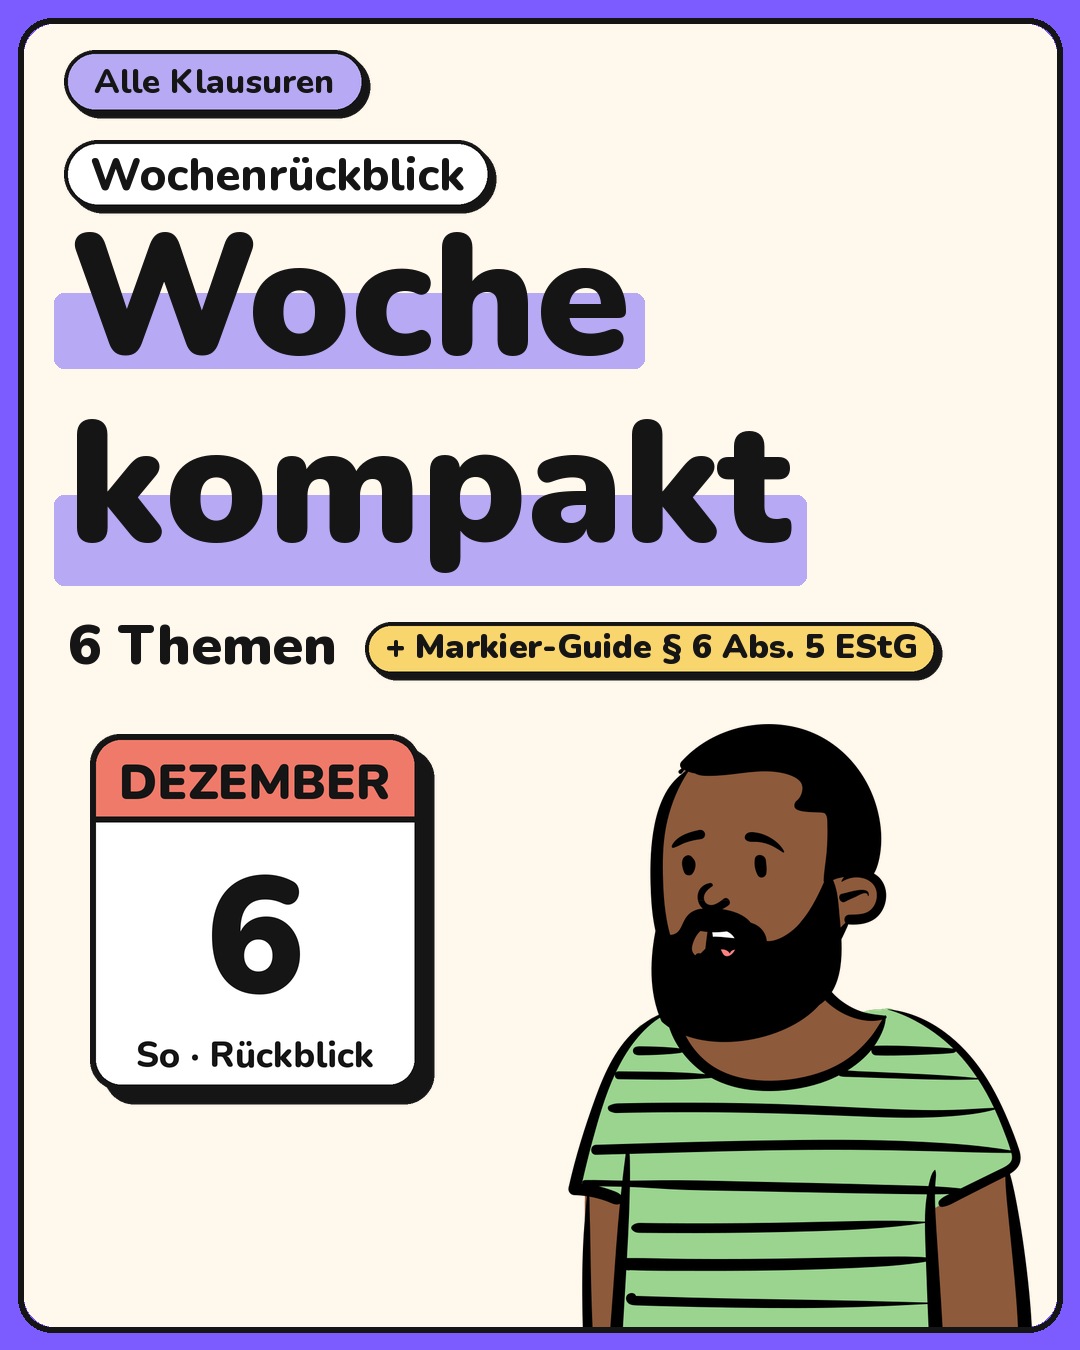 Alle Klausuren
Wochenrückblick
Woche
kompakt
6 Themen
+ Markier-Guide § 6 Abs. 5 EStG
DEZEMBER
6
So · Rückblick